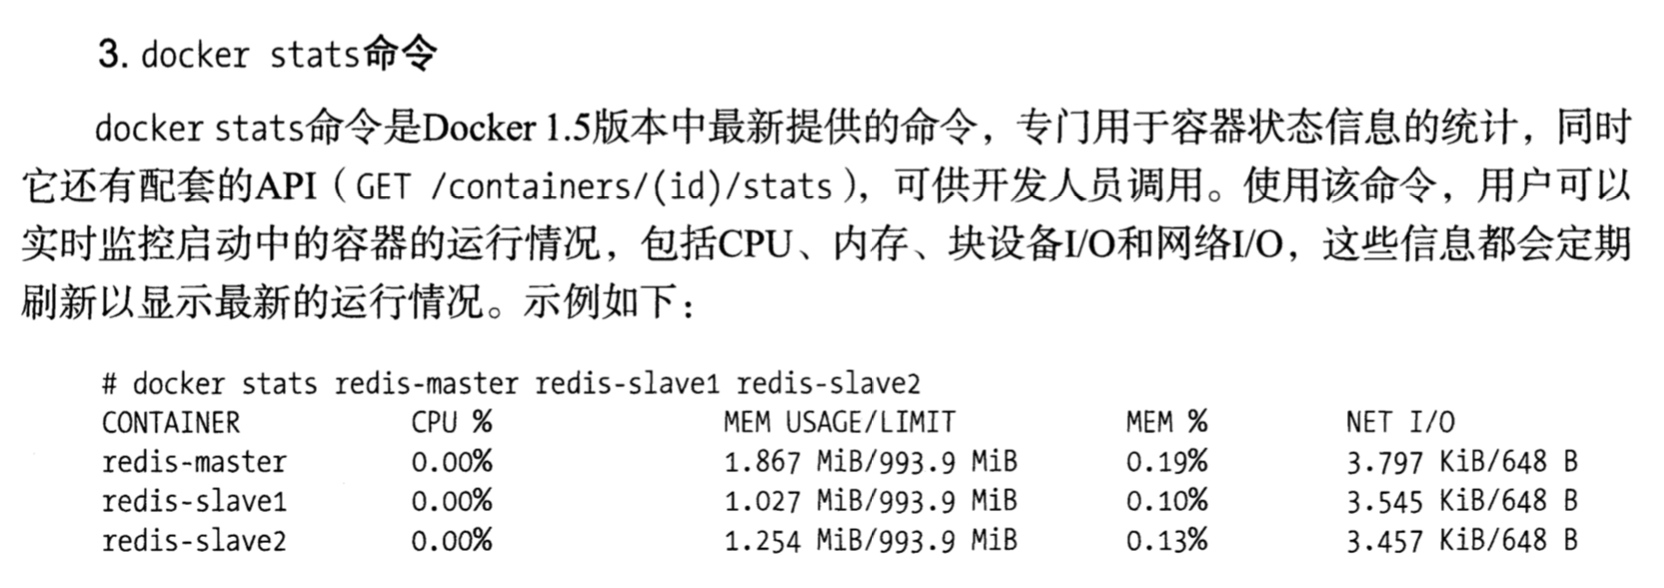 3. docker stats命令
docker stats命令是Docker 1.5版本中最新提供的命令，专门用于容器状态信息的统计，同时
它还有配套的API（GET /containers/(id)/stats），可供开发人员调用。使用该命令，用户可以
实时监控启动中的容器的运行情况，包括CPU、内存、块设备I/O和网络I/O，这些信息都会定期
刷新以显示最新的运行情况。示例如下：
# docker stats redis-master redis-slave1 redis-slave2
CONTAINER CPU % MEM USAGE/LIMIT MEM % NET I/O
redis-master 0.00% 1.867 MiB/993.9 MiB 0.19% 3.797 KiB/648 B
redis-slave1 0.00% 1.027 MiB/993.9 MiB 0.10% 3.545 KiB/648 B
redis-slave2 0.00% 1.254 MiB/993.9 MiB 0.13% 3.457 KiB/648 B